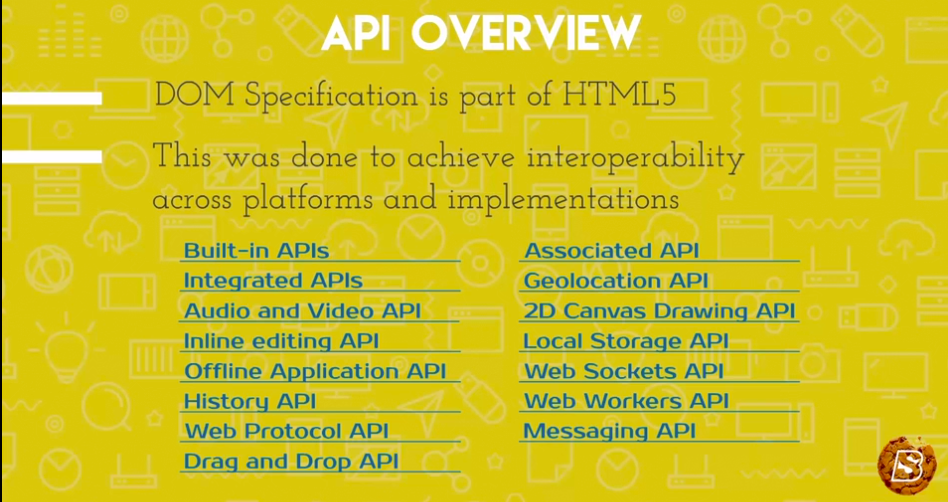 API OVERVIEW
DOM Specification is part of HTML5
This was done to achieve interoperability
across platforms and implementations
Built-in APIs
Integrated APIs
Audio and Video API
Inline editing API
Offline Application API
History API
Web Protocol API
Drag and Drop API
Associated API
Geolocation API
2D Canvas Drawing API
Local Storage API
Web Sockets API
Web Workers API
Messaging API
B